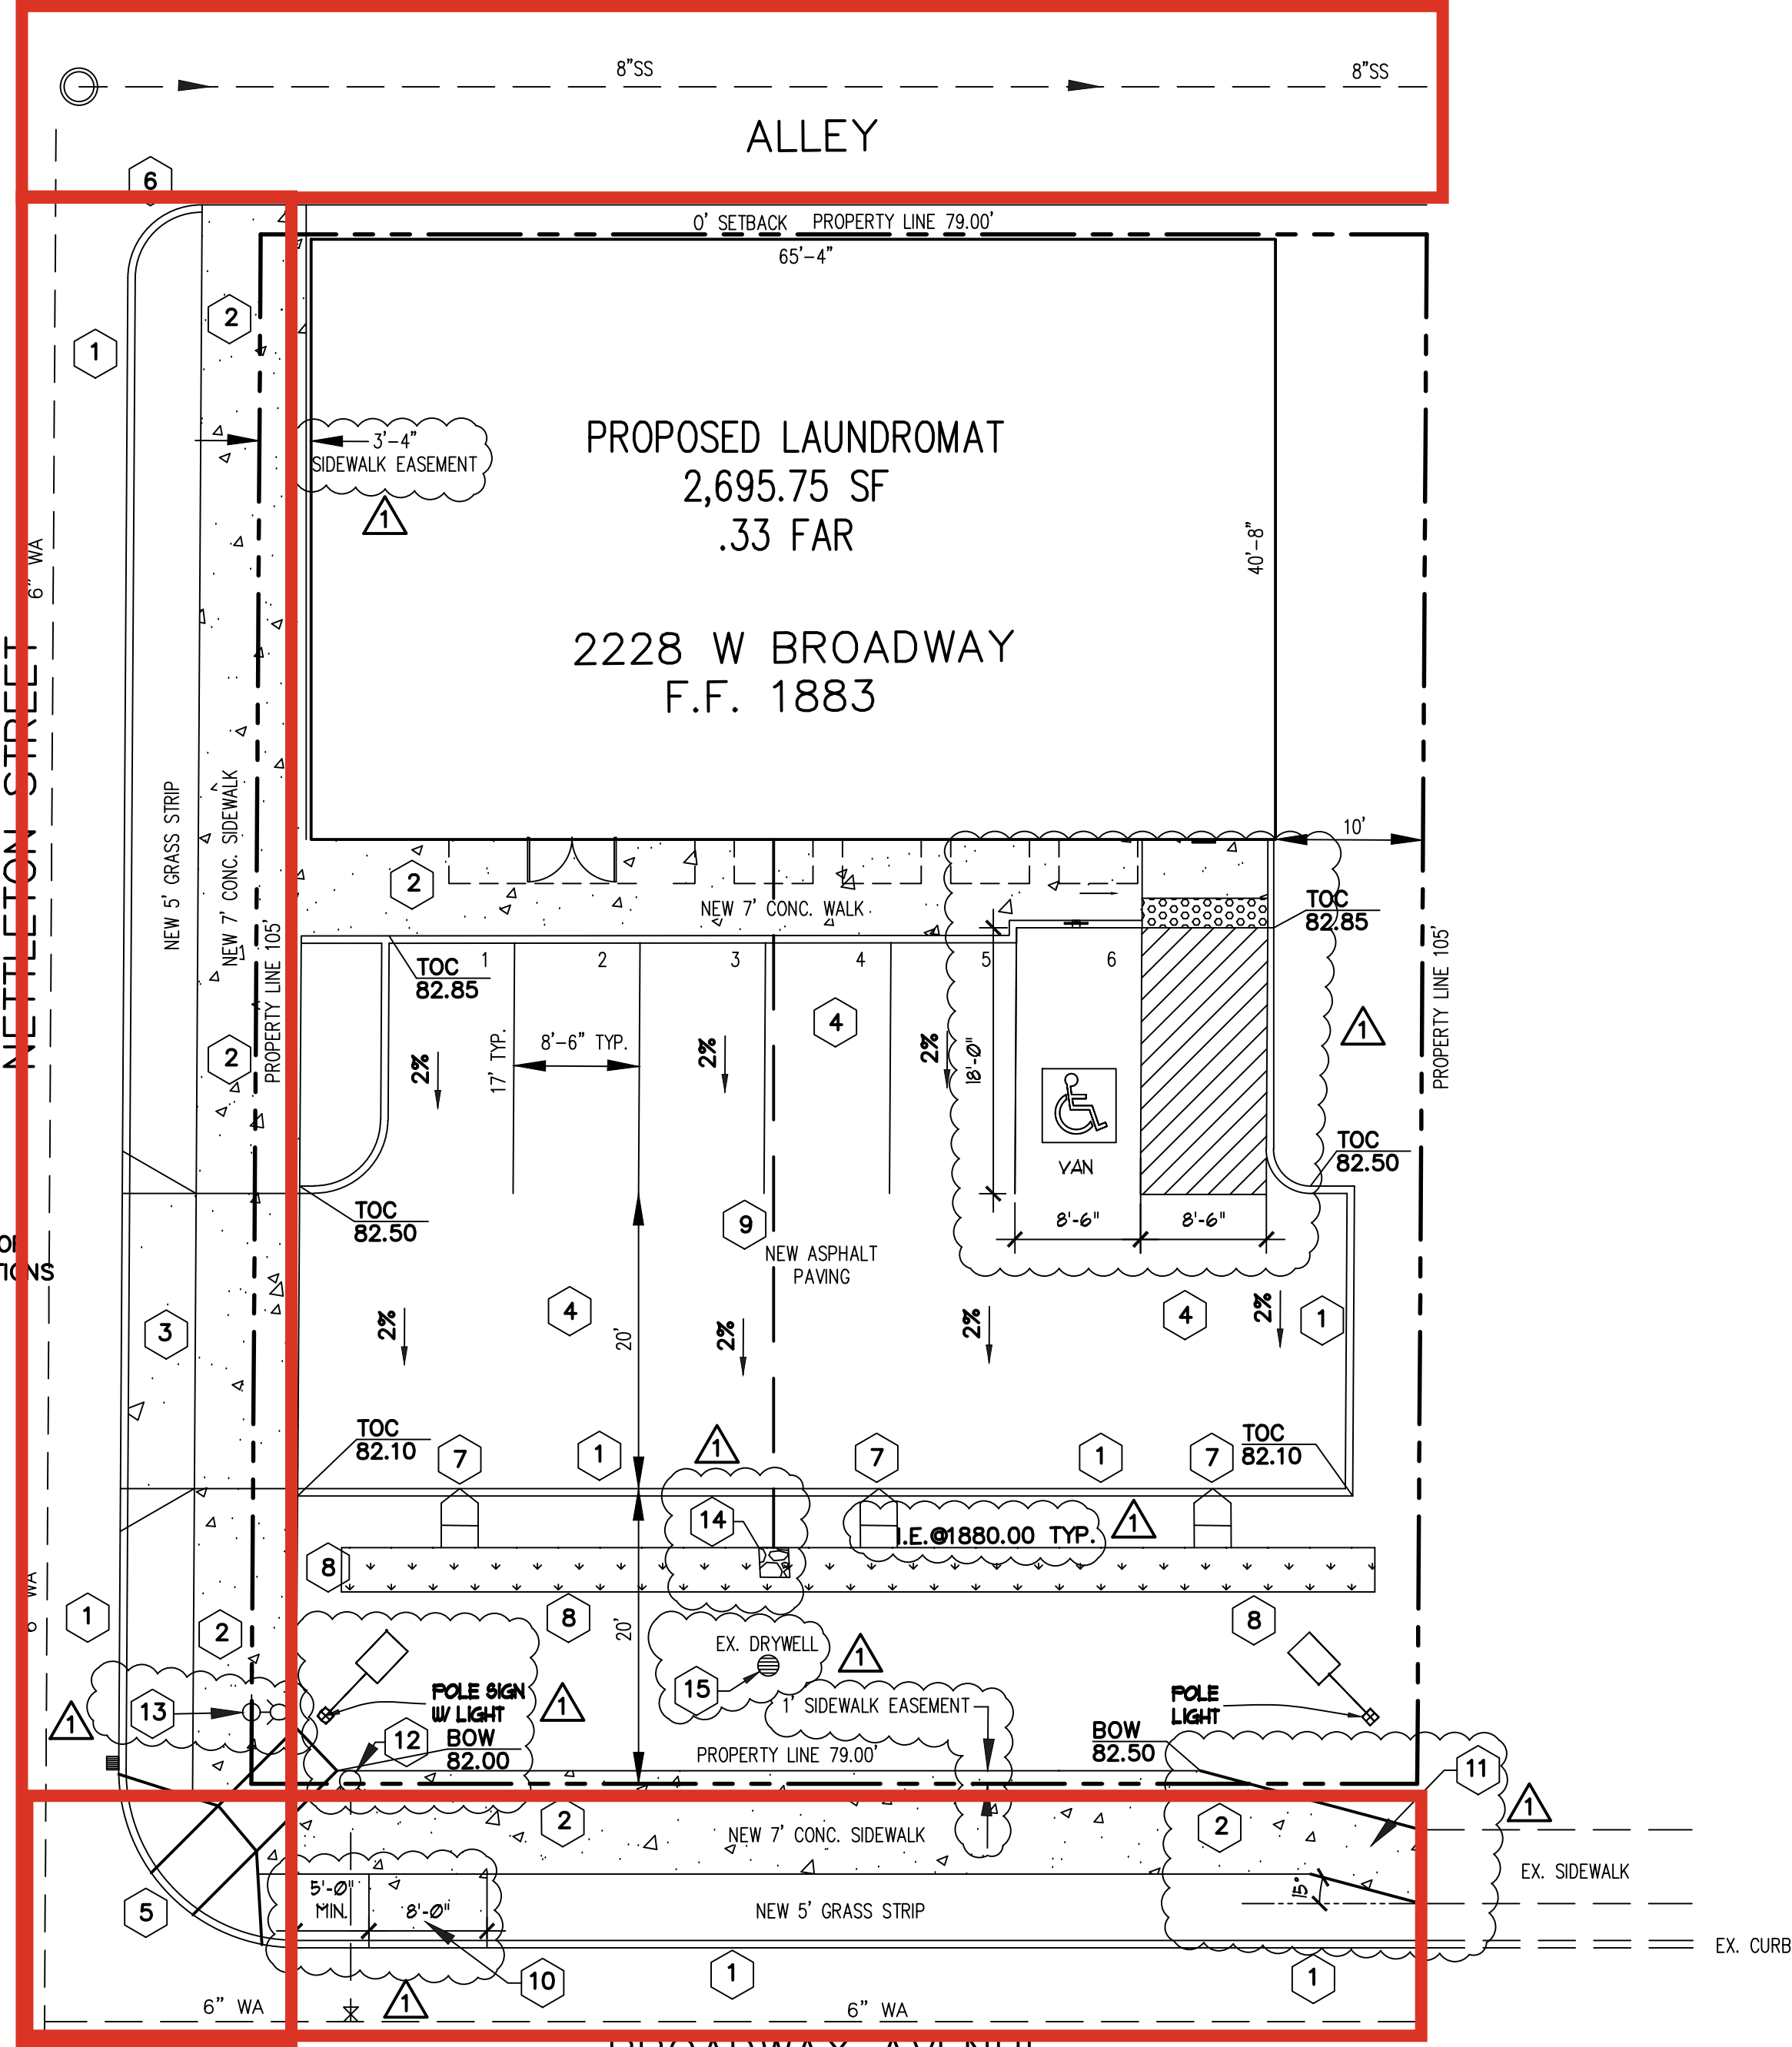 8"SS
8"SS
ALLEY
6
0' SETBACK PROPERTY LINE 79.00'
65'-4"
2
1
3'-4"
SIDEWALK EASEMENT
1
PROPOSED LAUNDROMAT
2,695.75 SF
.33 FAR
40'-8"
6" WA
2228 W BROADWAY
F.F. 1883
NETTLETON STREET
NEW 5' GRASS STRIP
NEW 7' CONC. SIDEWALK
PROPERTY LINE 105'
10'
2
NEW 7' CONC. WALK
TOC
82.85
TOC
82.85
1
2
3
4
5
6
PROPERTY LINE 105'
4
2
17' TYP.
8'-6" TYP.
2%
2%
2%
18'-0"
1
VAN
TOC
82.50
TOC
82.50
9
8'-6"
8'-6"
NEW ASPHALT
PAVING
TIONS
3
4
4
1
2%
2%
2%
2%
20'
TOC
82.10
7
1
1
7
1
7
TOC
82.10
14
I.E.@1880.00 TYP.
1
8
6" WA
1
2
8
20'
EX. DRYWELL
1
8
15
13
1
POLE SIGN
W/ LIGHT
1
1' SIDEWALK EASEMENT
POLE
LIGHT
12
BOW
82.00
PROPERTY LINE 79.00'
BOW
82.50
11
1
2
NEW 7' CONC. SIDEWALK
2
EX. SIDEWALK
5'-0"
MIN.
8'-0"
NEW 5' GRASS STRIP
15°
5
EX. CURB
10
1
1
1
6" WA
6" WA